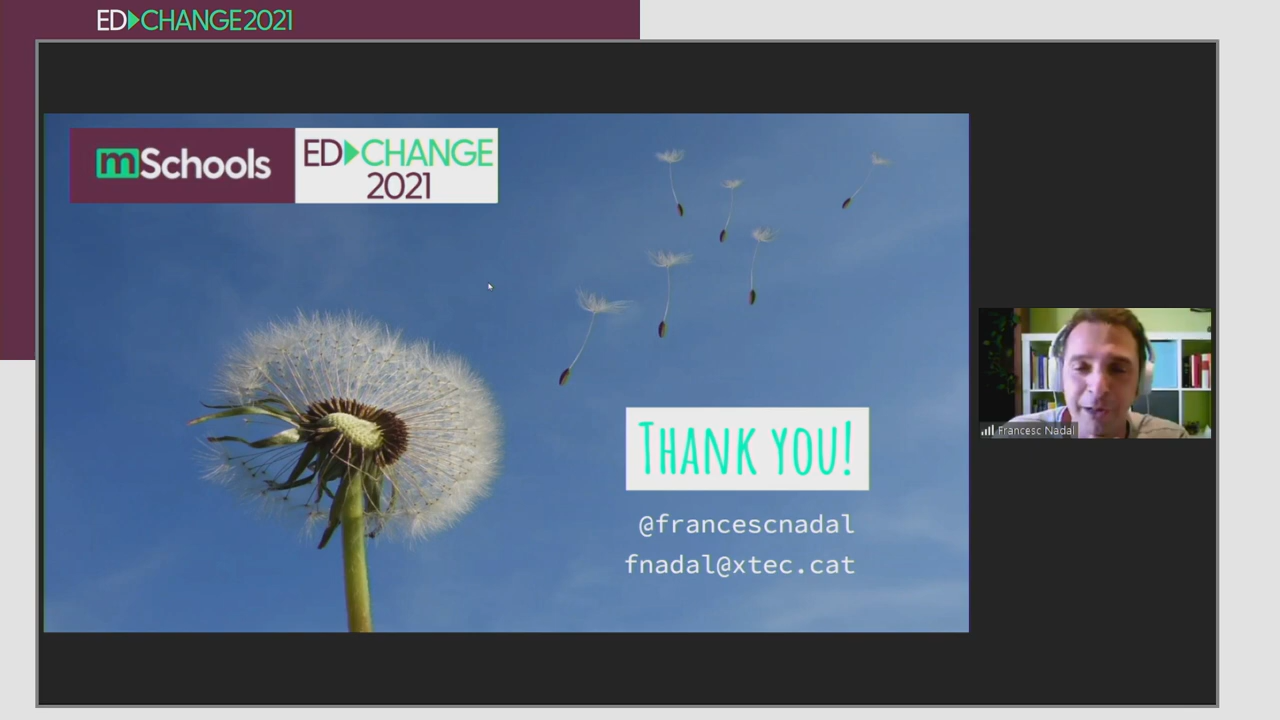 ED CHANGE2021
mSchools
ED CHANGE
2021
THANK YOU!
@francescnadal
fnadal@xtec.cat
Francesc Nadal